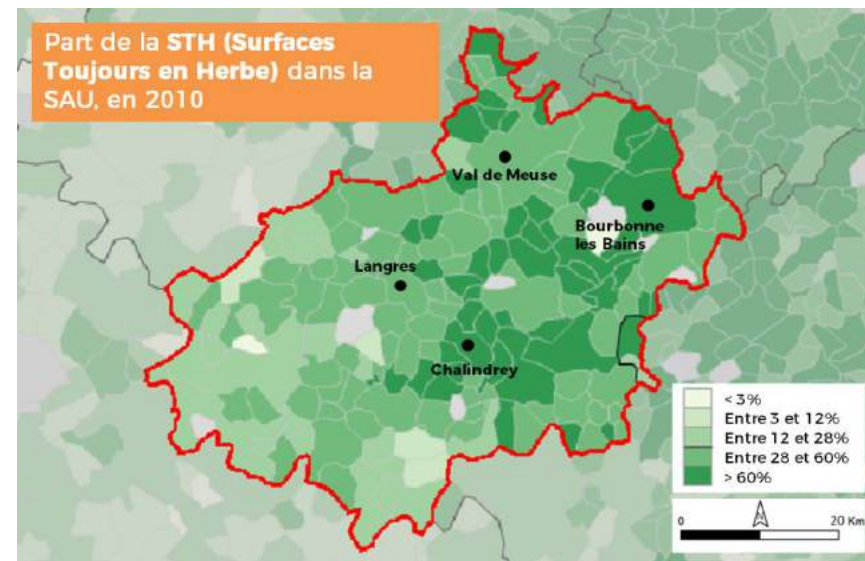 Part de la STH (Surfaces
Toujours en Herbe) dans la
SAU, en 2010
Val de Meuse
Bourbonne
les Bains
Langres
Chalindrey
< 3%
Entre 3 et 12%
Entre 12 et 28%
Entre 28 et 60%
> 60%
0 N 20 Km